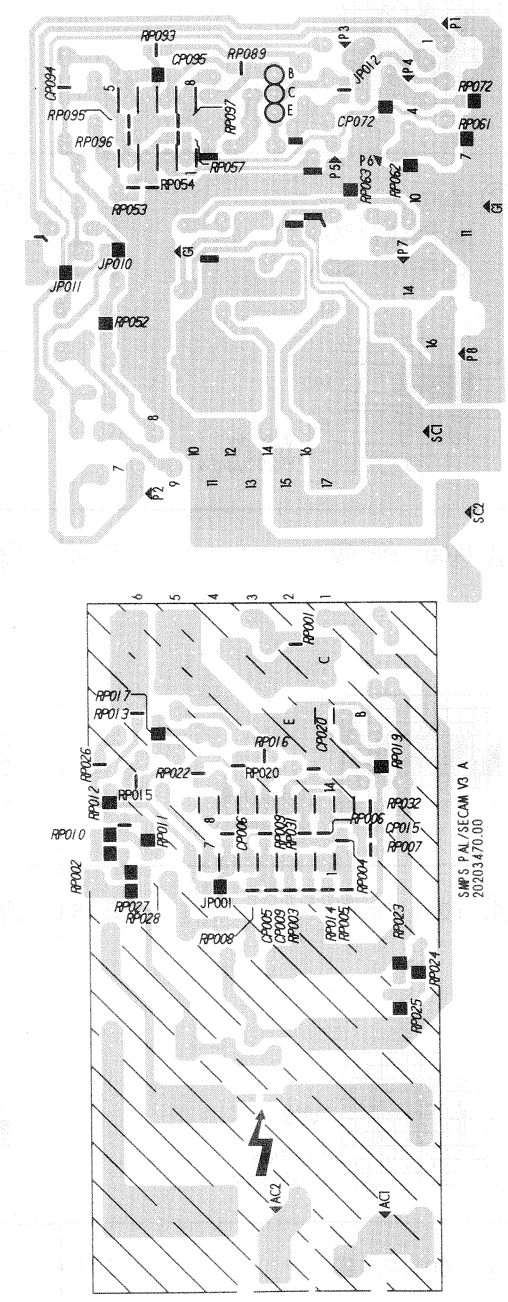 P1
P3
RP093
CP095
RP089
JP012
P4
1
CP094
5
B
RP072
RP095
8
C
CP072
4
RP097
E
RP061
RP096
1
RP057
P5
P6
7
RP054
RP063
RP062
RP053
10
G1
11
JP010
G1
P7
JP011
14
RP052
16
P8
8
SC1
10
12
14
16
7
9
11
13
15
17
P2
SC2
6
5
4
3
2
1
RP001
C
RP017
RP013
E
CP020
B
RP026
RP016
RP019
RP015
RP022
RP020
RP012
14
8
RP032
RP006
RP010
RP011
7
CP006
RP009
RP031
CP015
RP007
RP002
1
RP004
RP027
RP028
JP001
RP008
CP005
CP009
RP003
RP014
RP005
RP023
RP024
RP025
SMPS PAL/SECAM V3 A
20203470.00
AC2
AC1